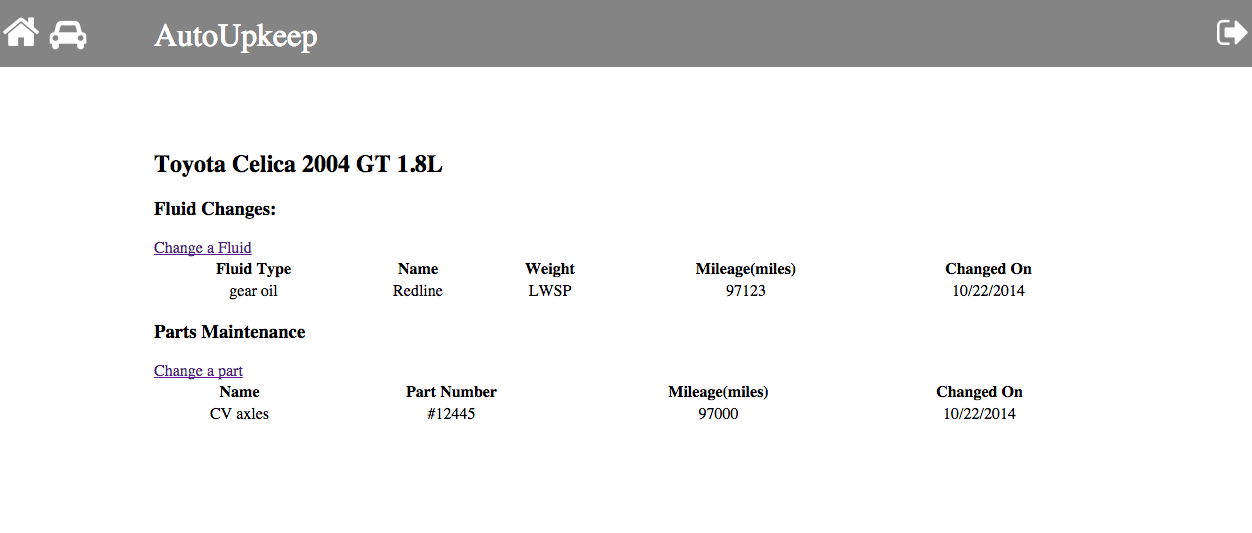 AutoUpkeep
Toyota Celica 2004 GT 1.8L
Fluid Changes:
Change a Fluid
Fluid Type Name Weight Mileage(miles) Changed On
gear oil Redline LWSP 97123 10/22/2014
Parts Maintenance
Change a part
Name Part Number Mileage(miles) Changed On
CV axles #12445 97000 10/22/2014